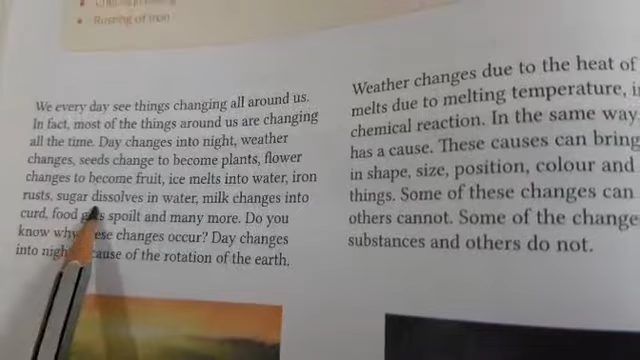 Rusting of iron
We every day see things changing all around us.
In fact, most of the things around us are changing
all the time. Day changes into night, weather
changes, seeds change to become plants, flower
changes to become fruit, ice melts into water, iron
rusts, sugar dissolves in water, milk changes into
curd, food spoilt and many more. Do you
know why changes occur? Day changes
into of the rotation of the earth.
Weather changes due to the heat of
melts due to melting temperature,
chemical reaction. In the same way
has a cause. These causes can bring
in shape, size, position, colour and
things. Some of these changes can
others cannot. Some of the change
substances and others do not.